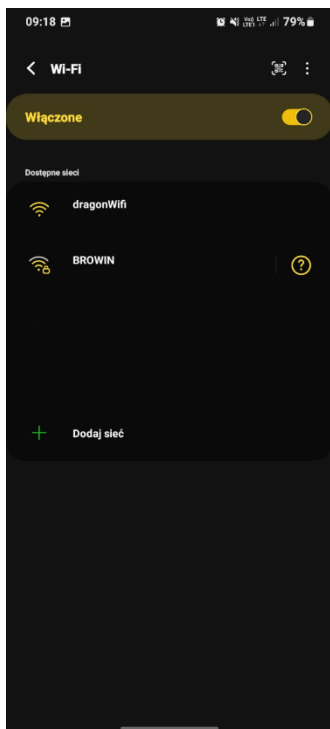 09:18 79%
Wi-Fi
Włączone
Dostępne sieci
dragonWifi
BROWIN
?
Dodaj sieć